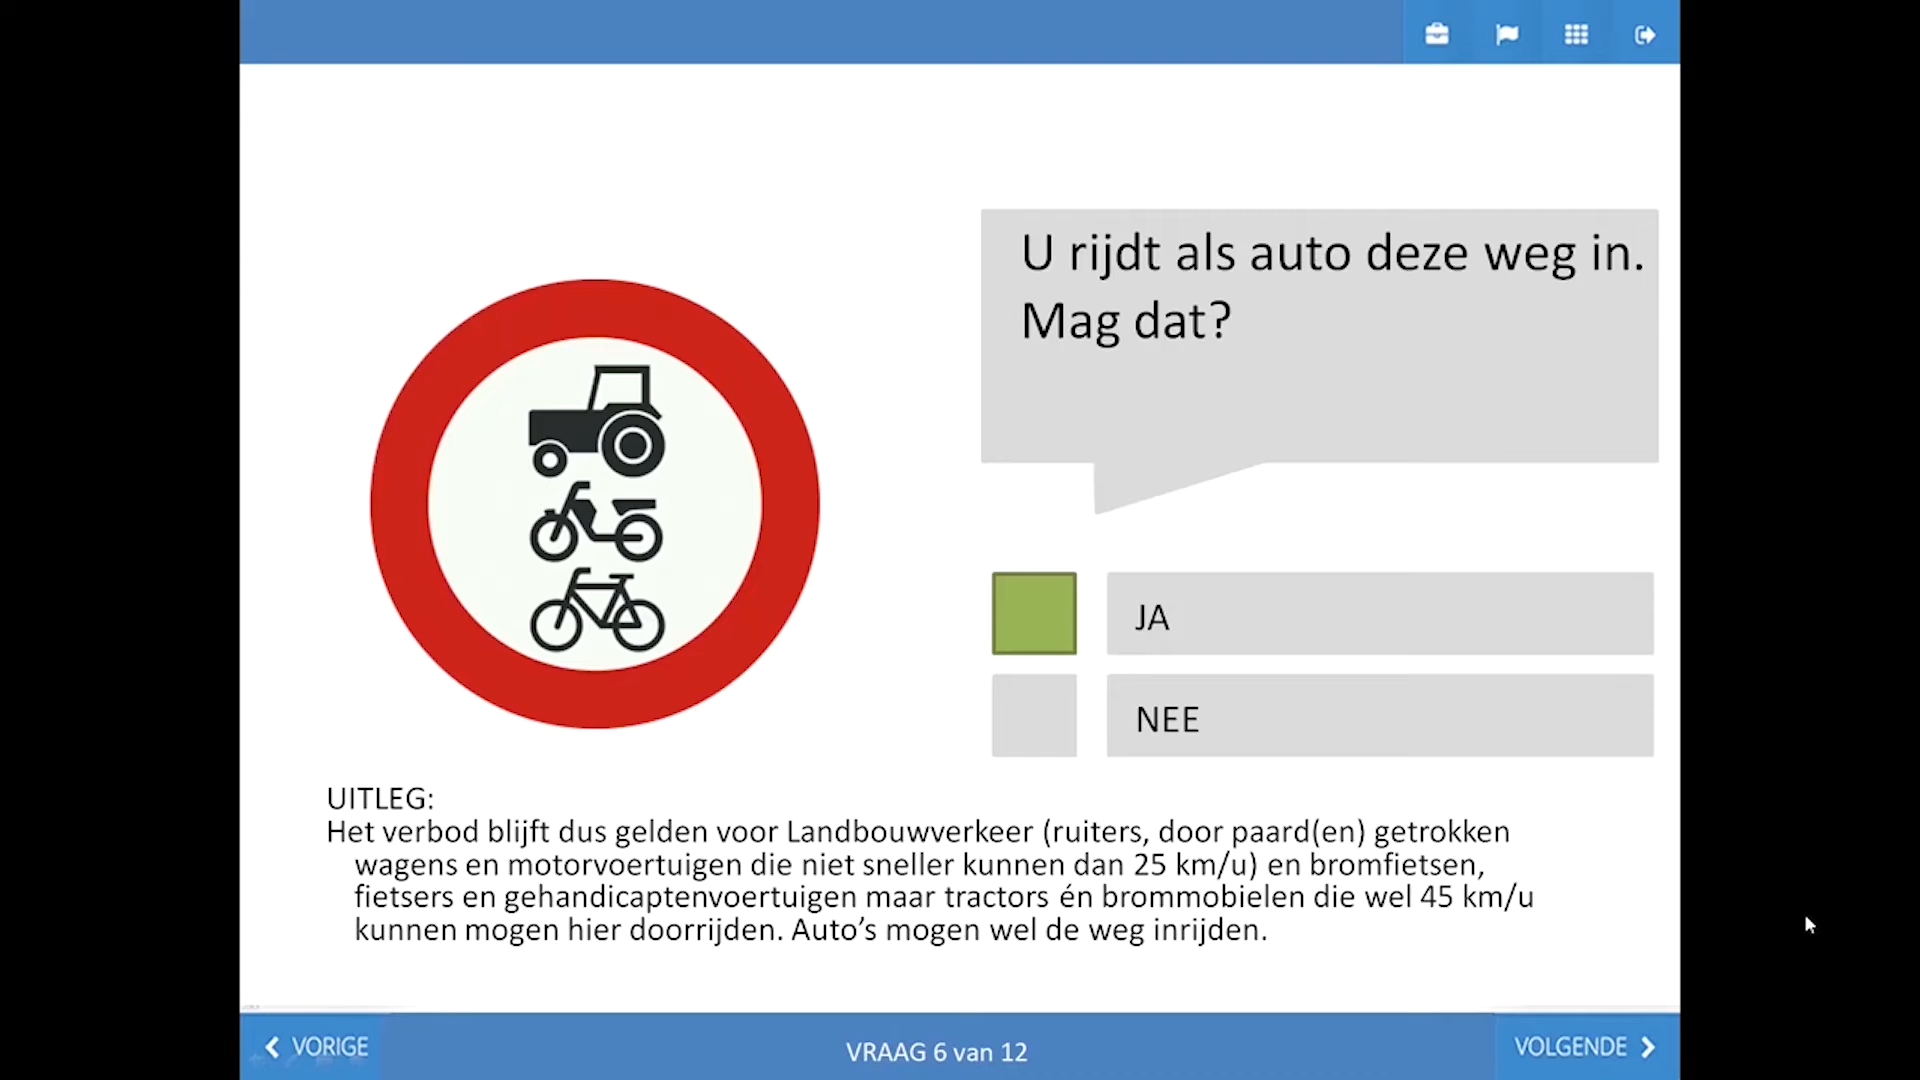 U rijdt als auto deze weg in.
Mag dat?
JA
NEE
UITLEG:
Het verbod blijft dus gelden voor Landbouwverkeer (ruiters, door paard(en) getrokken
wagens en motorvoertuigen die niet sneller kunnen dan 25 km/u) en bromfietsen,
fietsers en gehandicaptenvoertuigen maar tractors én brommobielen die wel 45 km/u
kunnen mogen hier doorrijden. Auto’s mogen wel de weg inrijden.
VORIGE
VRAAG 6 van 12
VOLGENDE